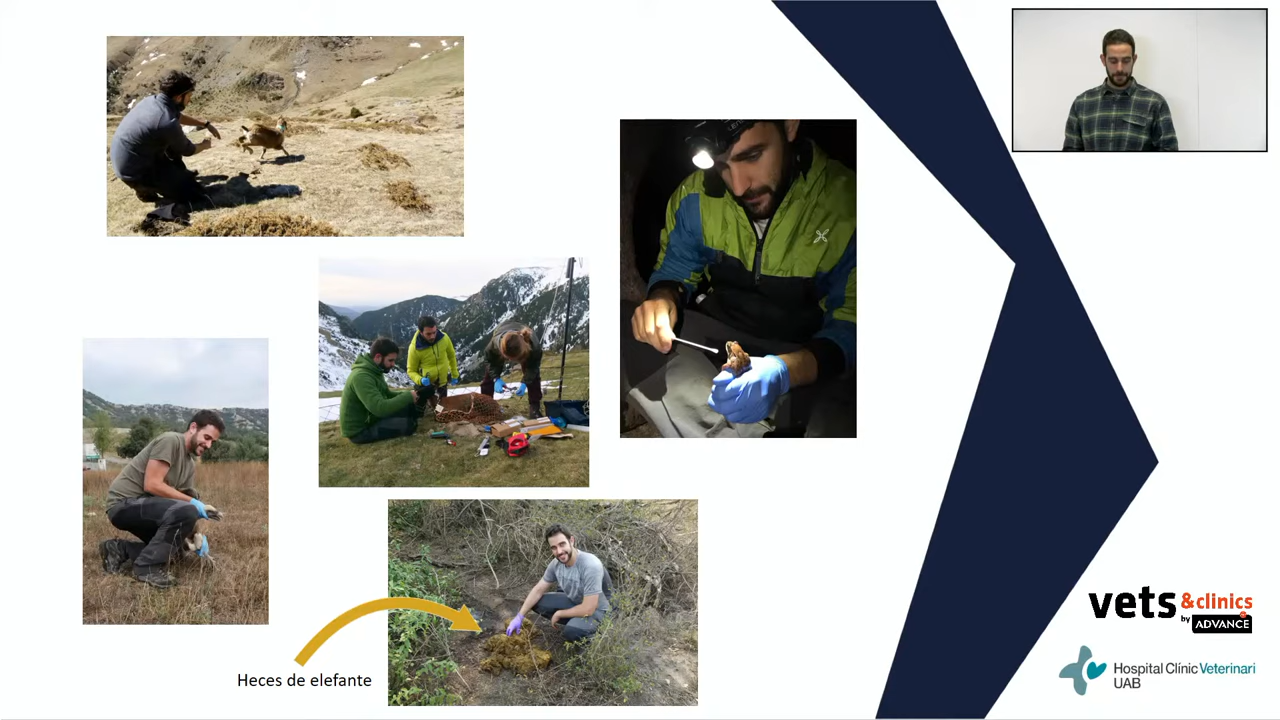 Heces de elefante
vets &clinics
by ADVANCE
Hospital Clínic Veterinari
UAB